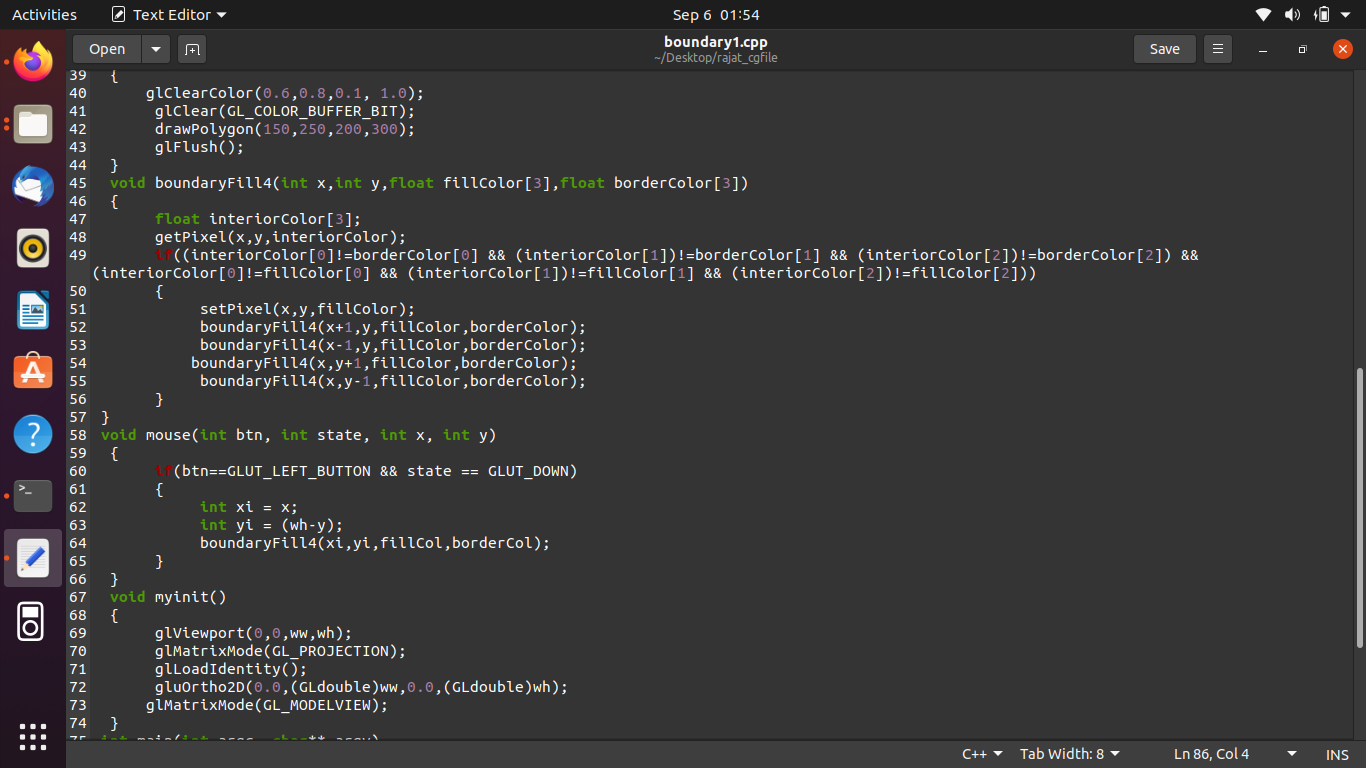 Activities Text Editor Sep 6 01:54
Open boundary1.cpp Save
~/Desktop/rajat_cgfile
39 {
40 glClearColor(0.6,0.8,0.1, 1.0);
41 glClear(GL_COLOR_BUFFER_BIT);
42 drawPolygon(150,250,200,300);
43 glFlush();
44 }
45 void boundaryFill4(int x,int y,float fillColor[3],float borderColor[3])
46 {
47 float interiorColor[3];
48 getPixel(x,y,interiorColor);
49 if((interiorColor[0]!=borderColor[0] && (interiorColor[1])!=borderColor[1] && (interiorColor[2])!=borderColor[2]) &&
(interiorColor[0]!=fillColor[0] && (interiorColor[1])!=fillColor[1] && (interiorColor[2])!=fillColor[2]))
50 {
51 setPixel(x,y,fillColor);
52 boundaryFill4(x+1,y,fillColor,borderColor);
53 boundaryFill4(x-1,y,fillColor,borderColor);
54 boundaryFill4(x,y+1,fillColor,borderColor);
55 boundaryFill4(x,y-1,fillColor,borderColor);
56 }
57 }
58 void mouse(int btn, int state, int x, int y)
59 {
60 if(btn==GLUT_LEFT_BUTTON && state == GLUT_DOWN)
61 {
62 int xi = x;
63 int yi = (wh-y);
64 boundaryFill4(xi,yi,fillCol,borderCol);
65 }
66 }
67 void myinit()
68 {
69 glViewport(0,0,ww,wh);
70 glMatrixMode(GL_PROJECTION);
71 glLoadIdentity();
72 gluOrtho2D(0.0,(GLdouble)ww,0.0,(GLdouble)wh);
73 glMatrixMode(GL_MODELVIEW);
74 }
75 int main(int argc, char** argv)
C++ Tab Width: 8 Ln 86, Col 4 INS